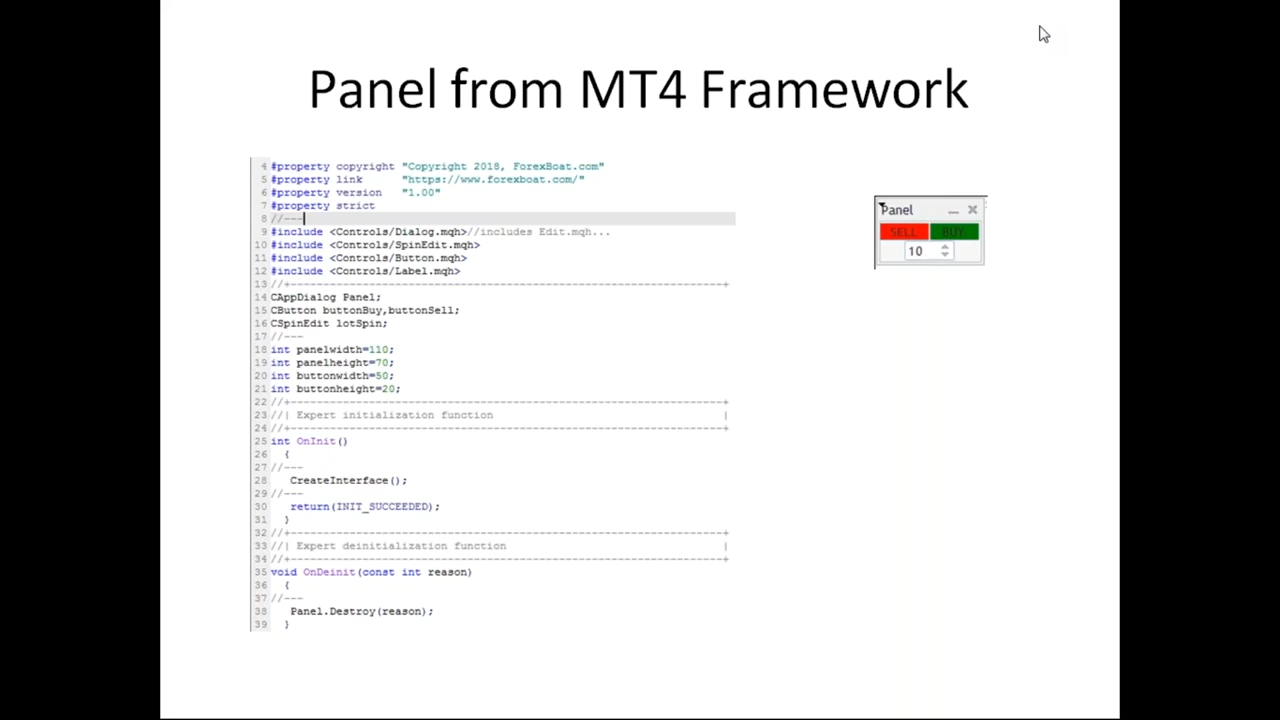 Panel from MT4 Framework
4 #property copyright "Copyright 2018, ForexBoat.com"
5 #property link      "https://www.forexboat.com/"
6 #property version   "1.00"
7 #property strict
8 //---
9 #include <Controls/Dialog.mqh>//includes Edit.mqh...
10 #include <Controls/SpinEdit.mqh>
11 #include <Controls/Button.mqh>
12 #include <Controls/Label.mqh>
13 //+------------------------------------------------------------------+
14 CAppDialog Panel;
15 CButton buttonBuy,buttonSell;
16 CSpinEdit lotSpin;
17 //---
18 int panelwidth=110;
19 int panelheight=70;
20 int buttonwidth=50;
21 int buttonheight=20;
22 //+------------------------------------------------------------------+
23 //| Expert initialization function                                   |
24 //+------------------------------------------------------------------+
25 int OnInit()
26   {
27 //---
28    CreateInterface();
29 //---
30    return(INIT_SUCCEEDED);
31   }
32 //+------------------------------------------------------------------+
33 //| Expert deinitialization function                                 |
34 //+------------------------------------------------------------------+
35 void OnDeinit(const int reason)
36   {
37 //---
38    Panel.Destroy(reason);
39   }
Panel
SELL BUY
10